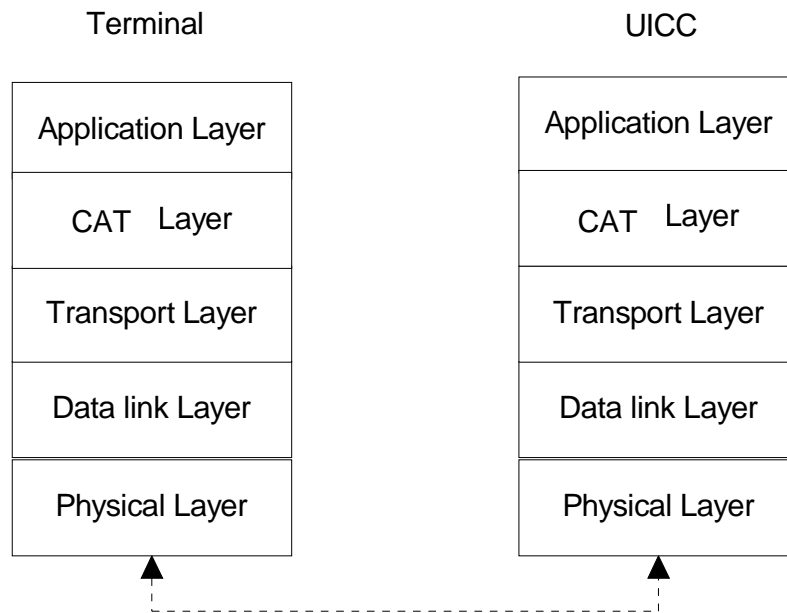 Terminal
UICC
Application Layer
Application Layer
CAT Layer
CAT Layer
Transport Layer
Transport Layer
Data link Layer
Data link Layer
Physical Layer
Physical Layer